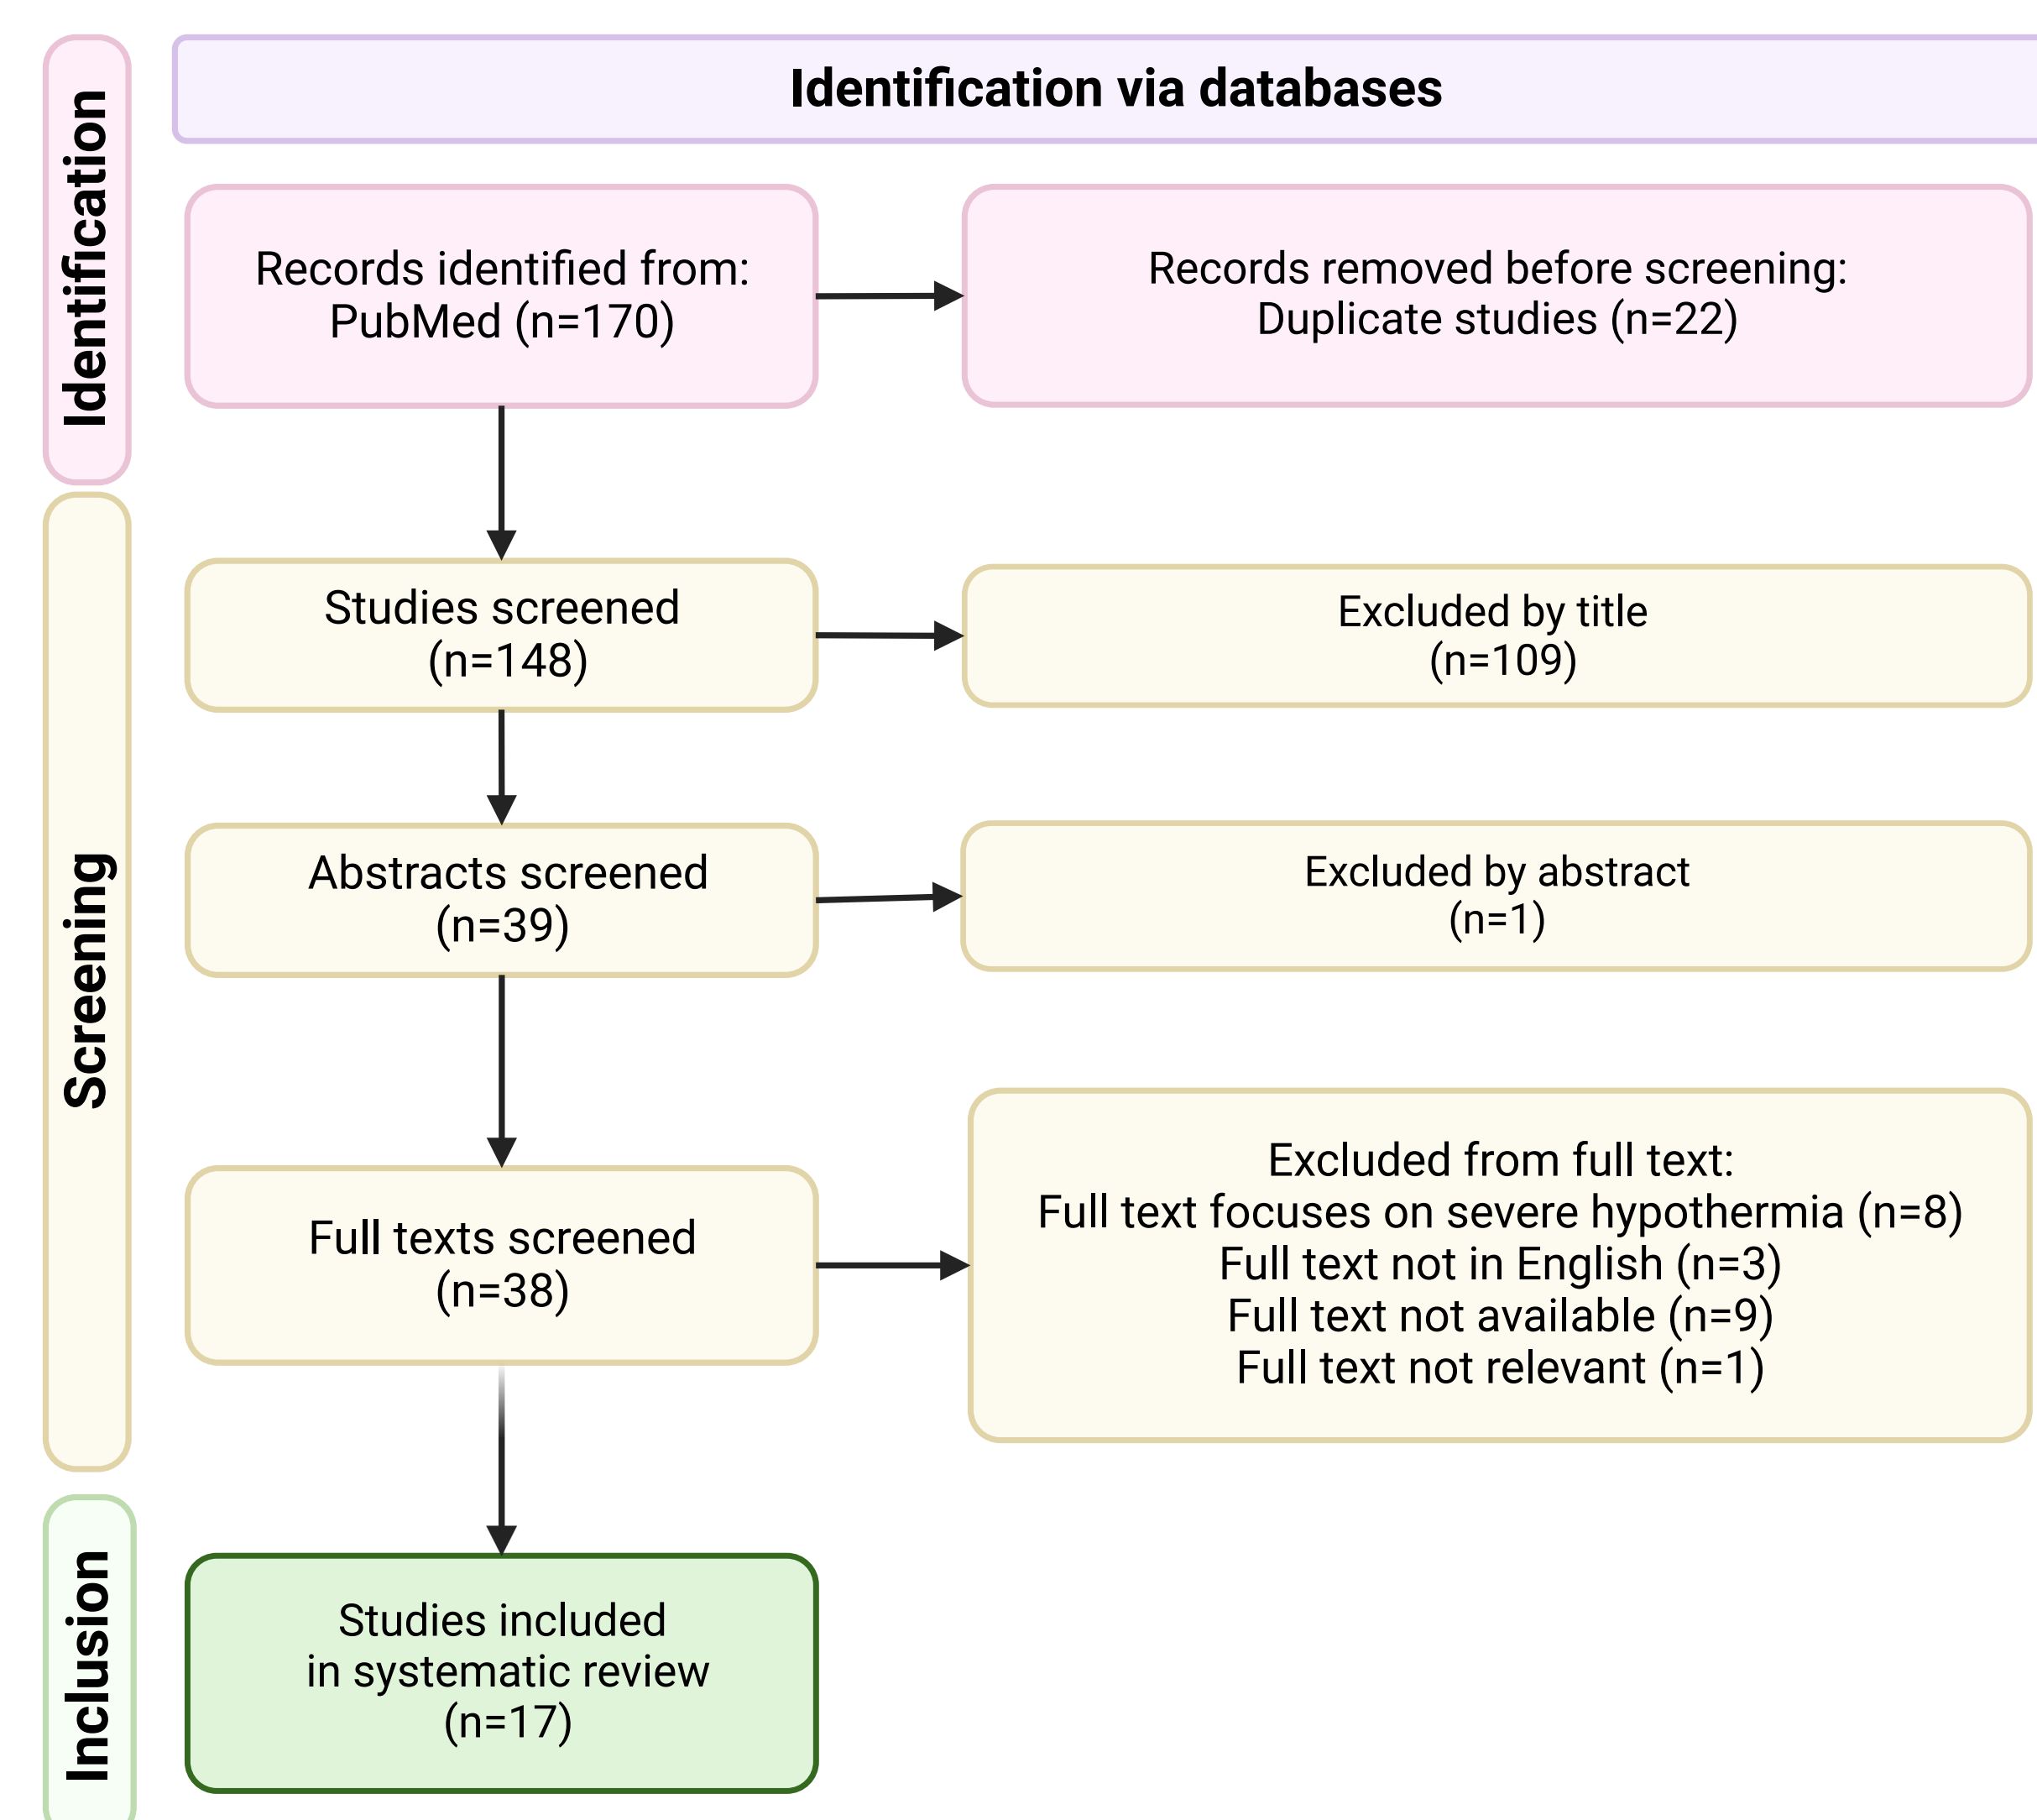 Identification via databases
Identification
Records identified from:
PubMed (n=170)
Records removed before screening:
Duplicate studies (n=22)
Screening
Studies screened
(n=148)
Excluded by title
(n=109)
Abstracts screened
(n=39)
Excluded by abstract
(n=1)
Full texts screened
(n=38)
Excluded from full text:
Full text focuses on severe hypothermia (n=8)
Full text not in English (n=3)
Full text not available (n=9)
Full text not relevant (n=1)
Inclusion
Studies included
in systematic review
(n=17)